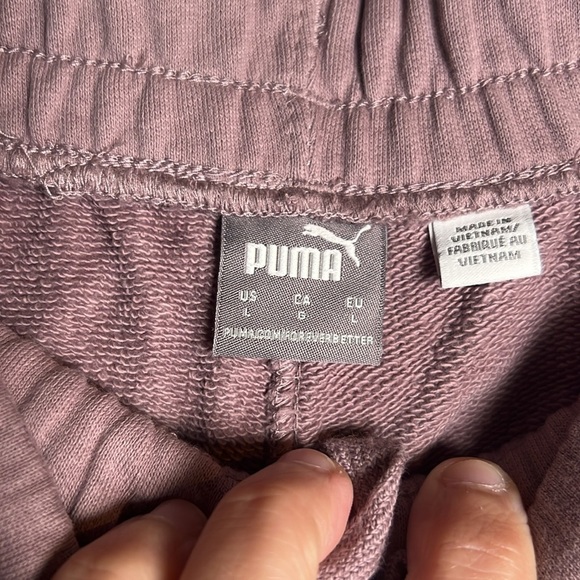 PUMA
US CA EU
L G L
PUMA.COM/FOREVERBETTER
MADE IN
VIETNAM/
FABRIQUÉ AU
VIETNAM